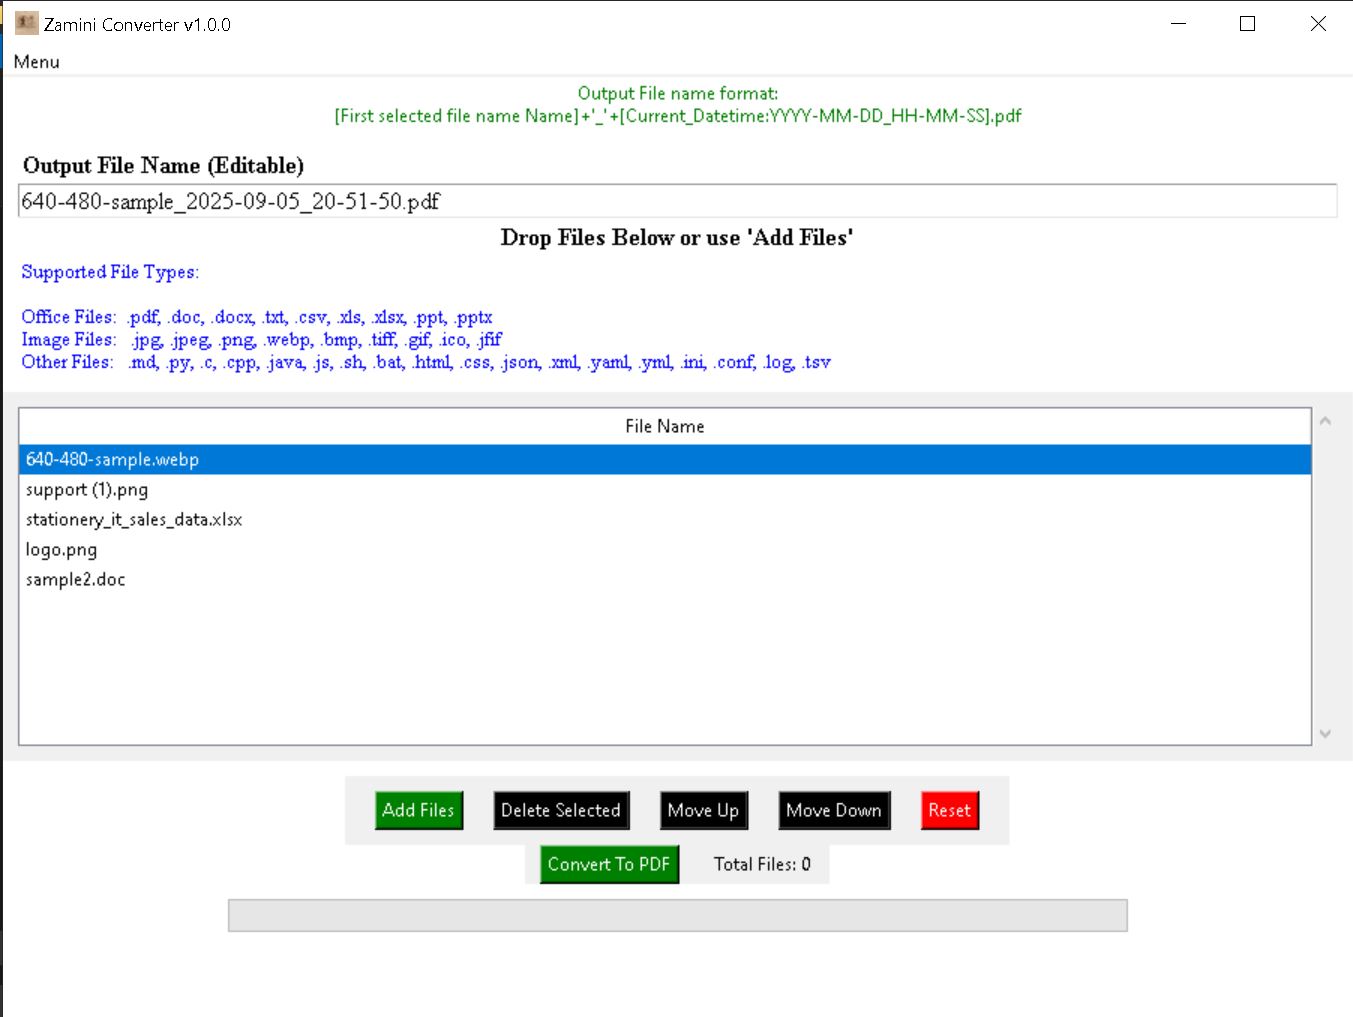 Zamini Converter v1.0.0
Menu
Output File name format:
[First selected file name Name]+'_'+[Current_Datetime:YYYY-MM-DD_HH-MM-SS].pdf
Output File Name (Editable)
640-480-sample_2025-09-05_20-51-50.pdf
Drop Files Below or use 'Add Files'
Supported File Types:
Office Files: .pdf, .doc, .docx, .txt, .csv, .xls, .xlsx, .ppt, .pptx
Image Files: .jpg, .jpeg, .png, .webp, .bmp, .tiff, .gif, .ico, .jfif
Other Files: .md, .py, .c, .cpp, .java, .js, .sh, .bat, .html, .css, .json, .xml, .yaml, .yml, .ini, .conf, .log, .tsv
File Name
640-480-sample.webp
support (1).png
stationery_it_sales_data.xlsx
logo.png
sample2.doc
Add Files Delete Selected Move Up Move Down Reset
Convert To PDF Total Files: 0